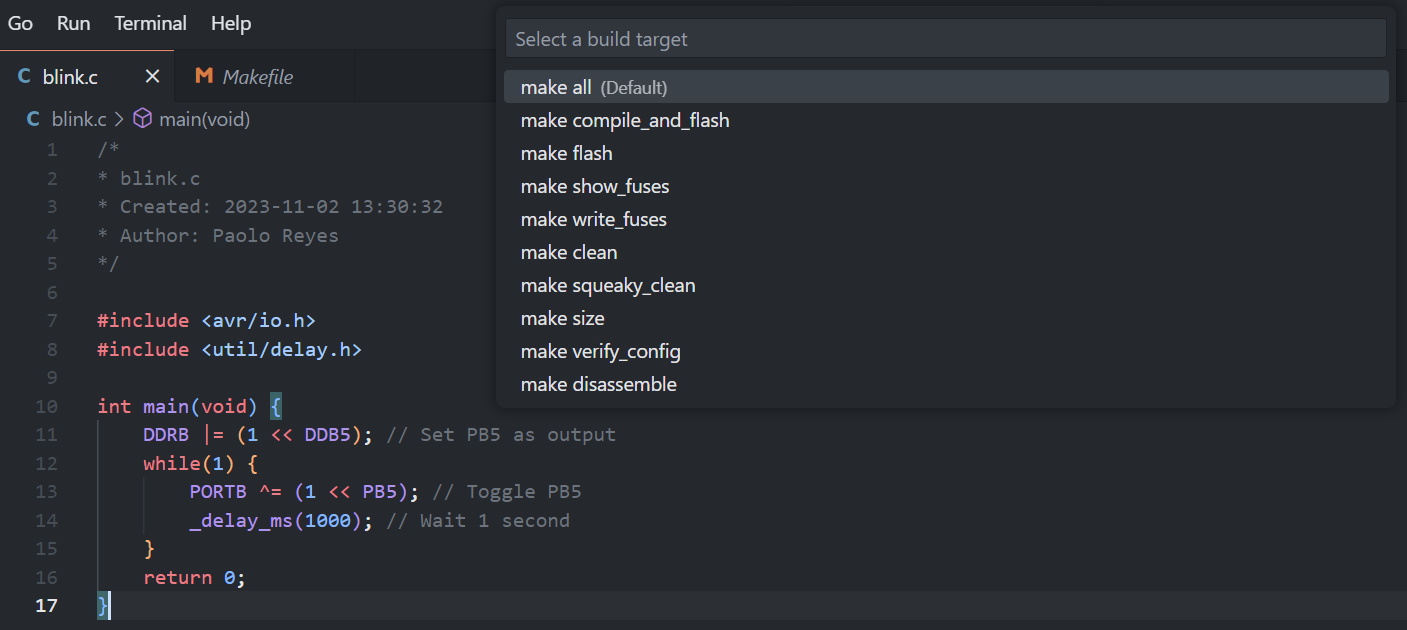 Go Run Terminal Help
Select a build target
C blink.c × M Makefile
make all (Default)
make compile_and_flash
make flash
make show_fuses
make write_fuses
make clean
make squeaky_clean
make size
make verify_config
make disassemble
C blink.c > main(void)
1 /*
2 * blink.c
3 * Created: 2023-11-02 13:30:32
4 * Author: Paolo Reyes
5 */
6
7 #include <avr/io.h>
8 #include <util/delay.h>
9
10 int main(void) {
11     DDRB |= (1 << DDB5); // Set PB5 as output
12     while(1) {
13         PORTB ^= (1 << PB5); // Toggle PB5
14         _delay_ms(1000); // Wait 1 second
15     }
16     return 0;
17 }